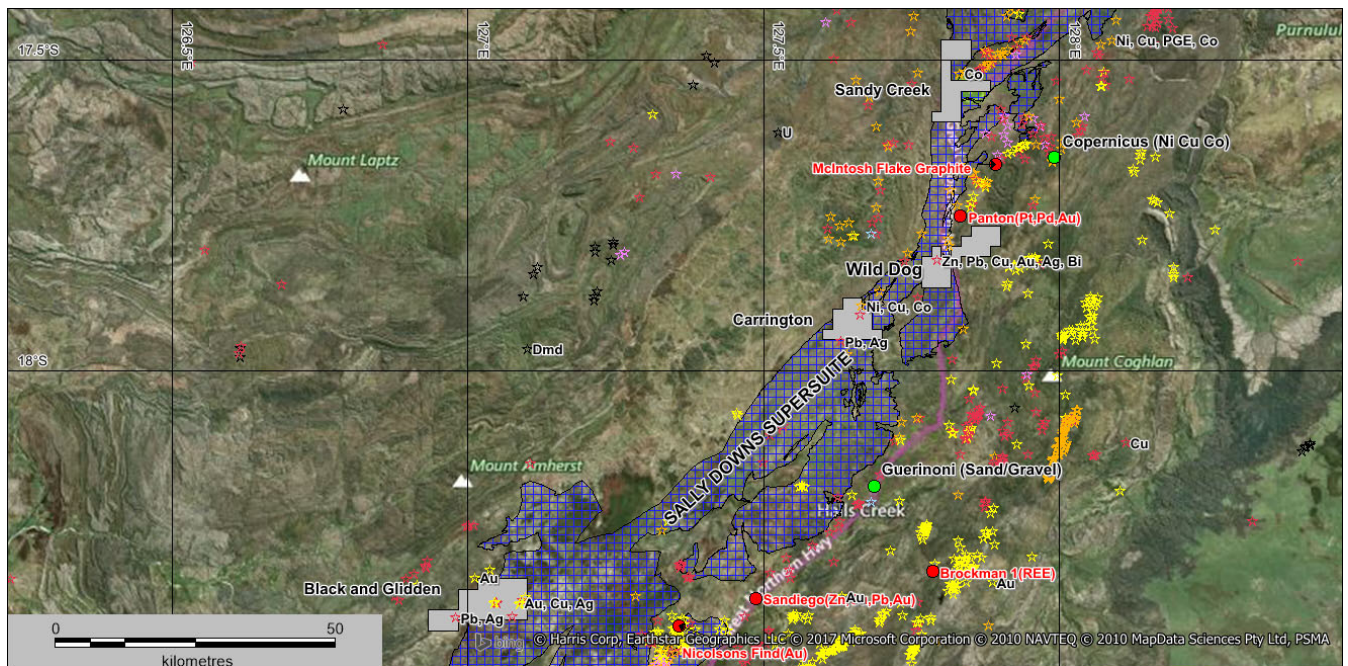 126.5°E
127°E
127.5°E
128°E
17.5°S
Purnulul
Ni, Cu, PGE, Co
Co
Sandy Creek
U
Copernicus (Ni Cu Co)
Mount Laptz
McIntosh Flake Graphite
Panton(Pt,Pd,Au)
Zn, Pb, Cu, Au, Ag, Bi
Wild Dog
Ni, Cu, Co
Carrington
Pb, Ag
Dmd
18°S
Mount Coghlan
SALLY DOWNS SUPERSUITE
Cu
Mount Amherst
Guerinoni (Sand/Gravel)
Halls Creek
Northern Hwy
Brockman 1(REE)
Au
Au
Black and Glidden
Au, Cu, Ag
Sandiego(Zn Pb,Au)
Au
Pb, Ag
0 50
kilometres
Nicolsons Find(Au)
© Harris Corp, Earthstar Geographics LLC © 2017 Microsoft Corporation © 2010 NAVTEQ © 2010 MapData Sciences Pty Ltd, PSMA